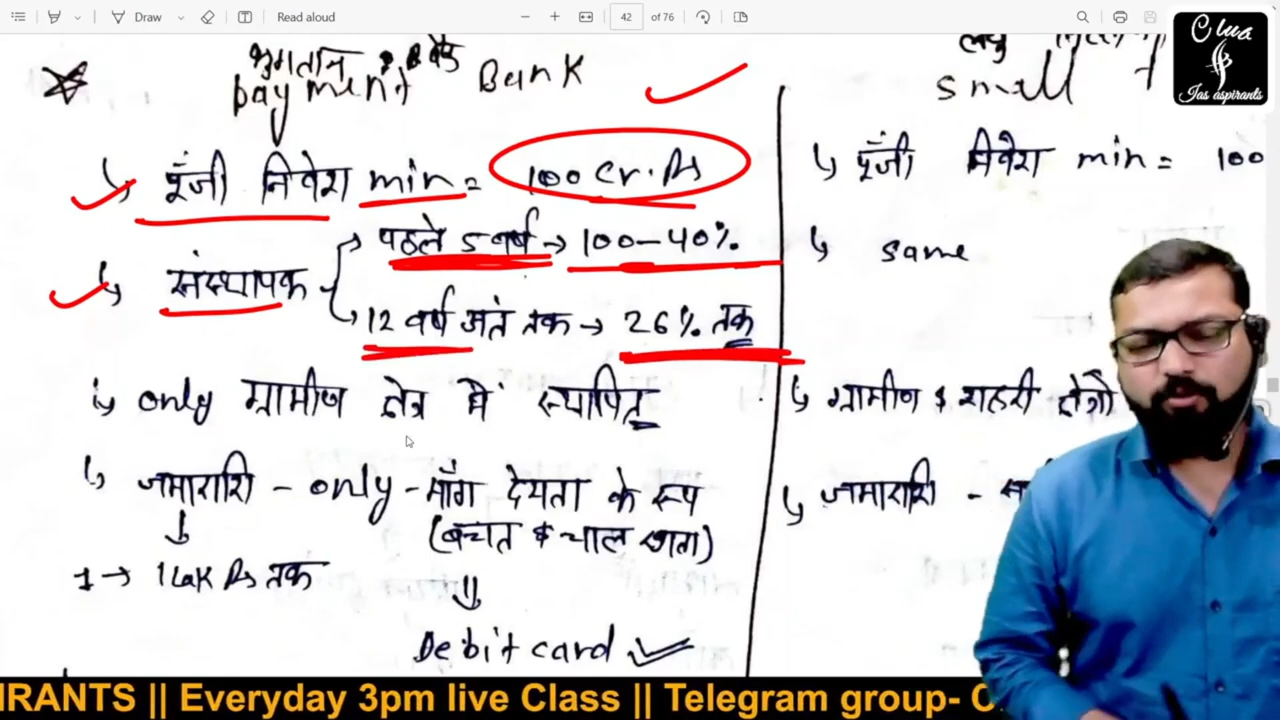 Draw
Read aloud
42 of 76
Clua
Ias aspirants
भुगतान बैंक
payment Bank
small
पूँजी निवेश min = 100 Cr. Rs
पूँजी निवेश min = 100
संस्थापक
पहले 5 वर्ष → 100-40%
same
12 वर्ष अंत तक → 26% तक
only ग्रामीण क्षेत्र में स्थापित
ग्रामीण & शहरी क्षेत्रों
जमाराशि - only - माँग देयता के रूप
(बचत & चालू खाता)
जमाराशि -
1 → 1 Lak Rs तक
Debit card
IRANTS || Everyday 3pm live Class || Telegram group- C